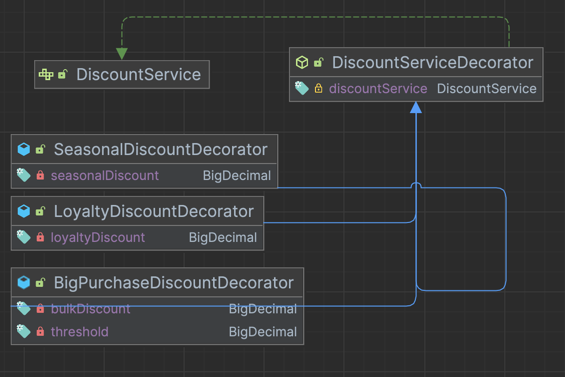 DiscountService
DiscountServiceDecorator
discountService DiscountService
SeasonalDiscountDecorator
seasonalDiscount BigDecimal
LoyaltyDiscountDecorator
loyaltyDiscount BigDecimal
BigPurchaseDiscountDecorator
bulkDiscount BigDecimal
threshold BigDecimal